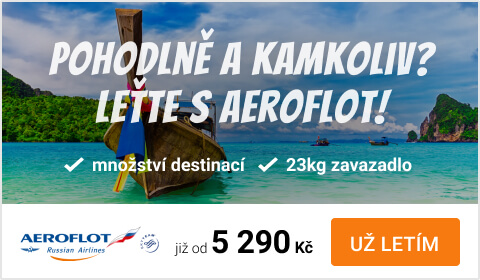 POHODLNĚ A KAMKOLIV?
LEŤTE S AEROFLOT!
množství destinací 23kg zavazadlo
AEROFLOT
Russian Airlines
již od 5 290 Kč
UŽ LETÍM